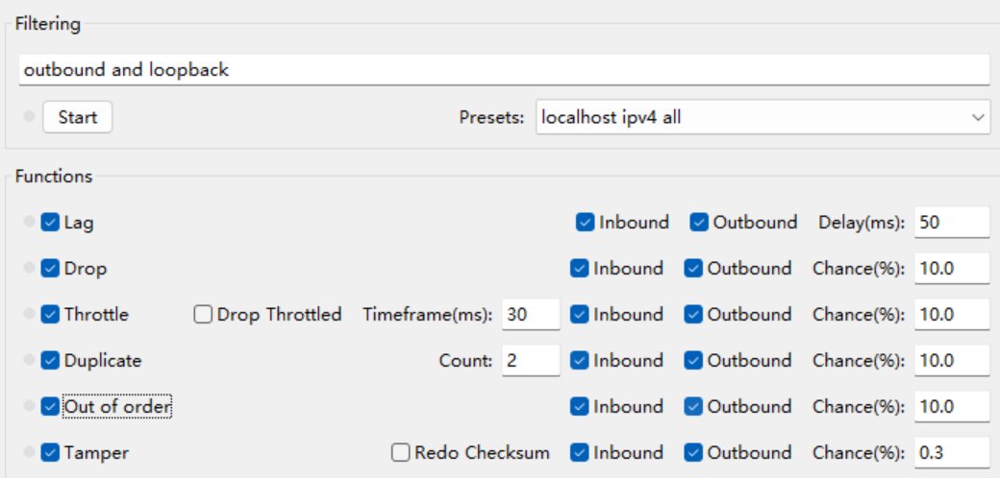 Filtering
outbound and loopback
Start Presets: localhost ipv4 all
Functions
Lag Inbound Outbound Delay(ms): 50
Drop Inbound Outbound Chance(%): 10.0
Throttle Drop Throttled Timeframe(ms): 30 Inbound Outbound Chance(%): 10.0
Duplicate Count: 2 Inbound Outbound Chance(%): 10.0
Out of order Inbound Outbound Chance(%): 10.0
Tamper Redo Checksum Inbound Outbound Chance(%): 0.3